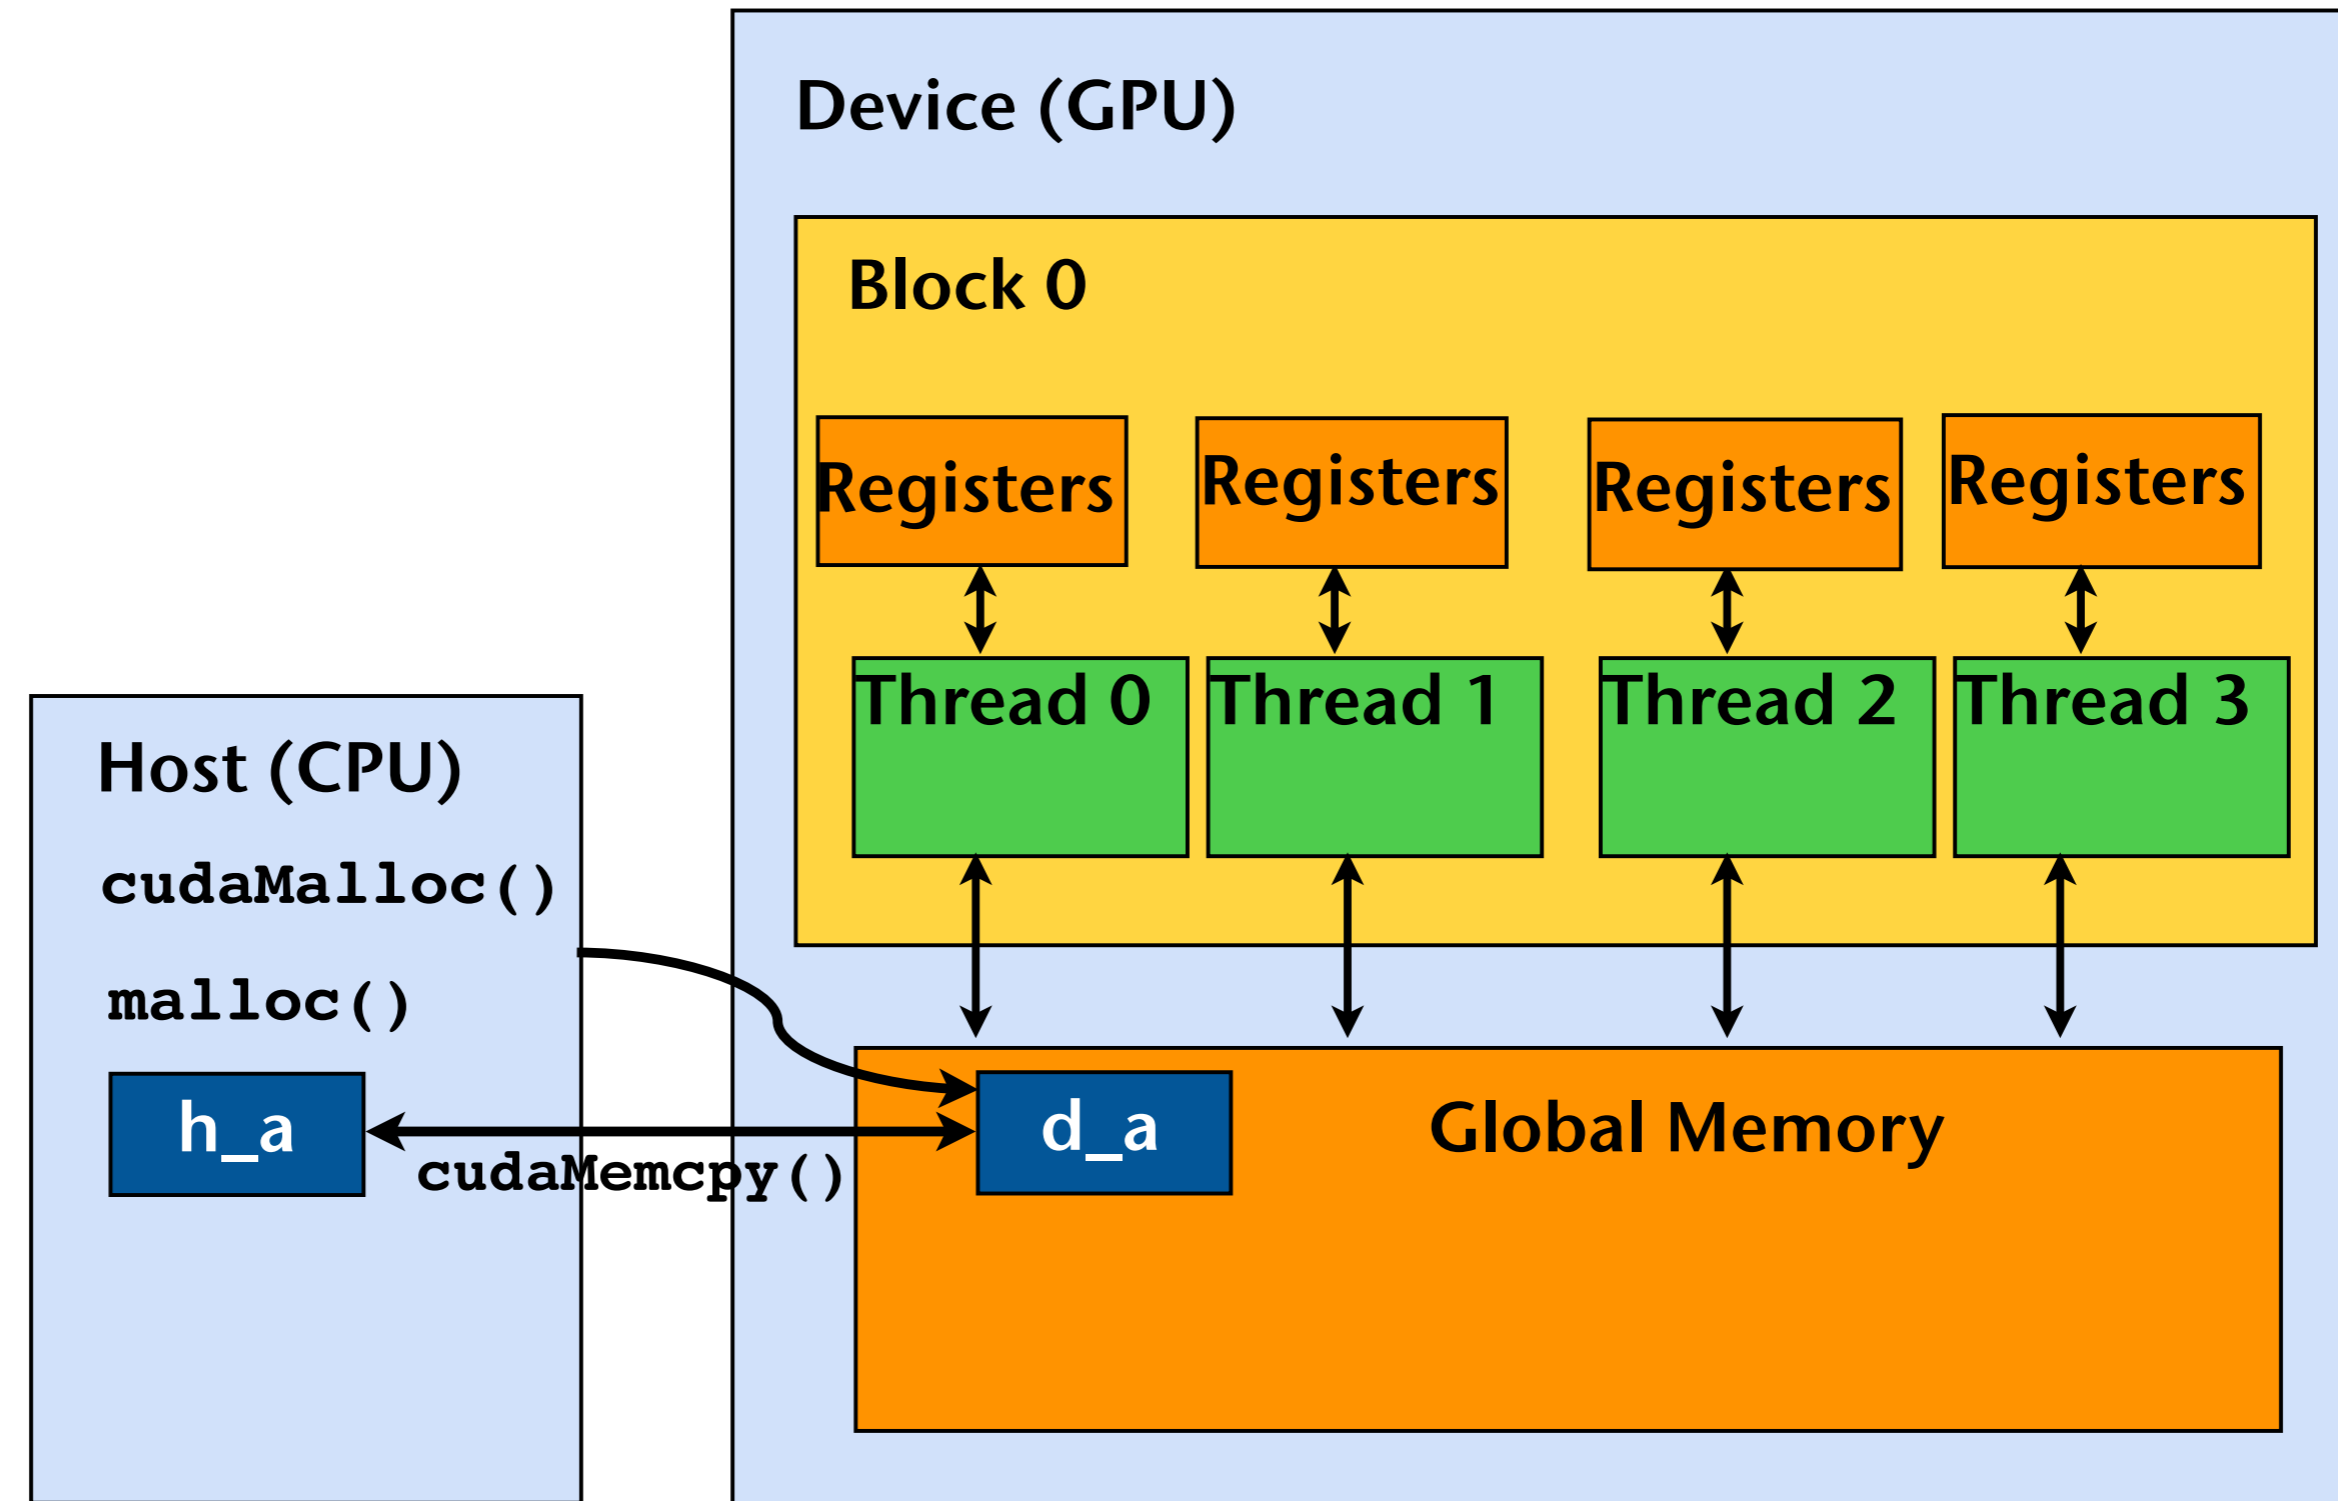 Device (GPU)
Block 0
Registers Registers Registers Registers
Thread 0 Thread 1 Thread 2 Thread 3
Host (CPU)
cudaMalloc()
malloc()
h_a
cudaMemcpy()
d_a
Global Memory